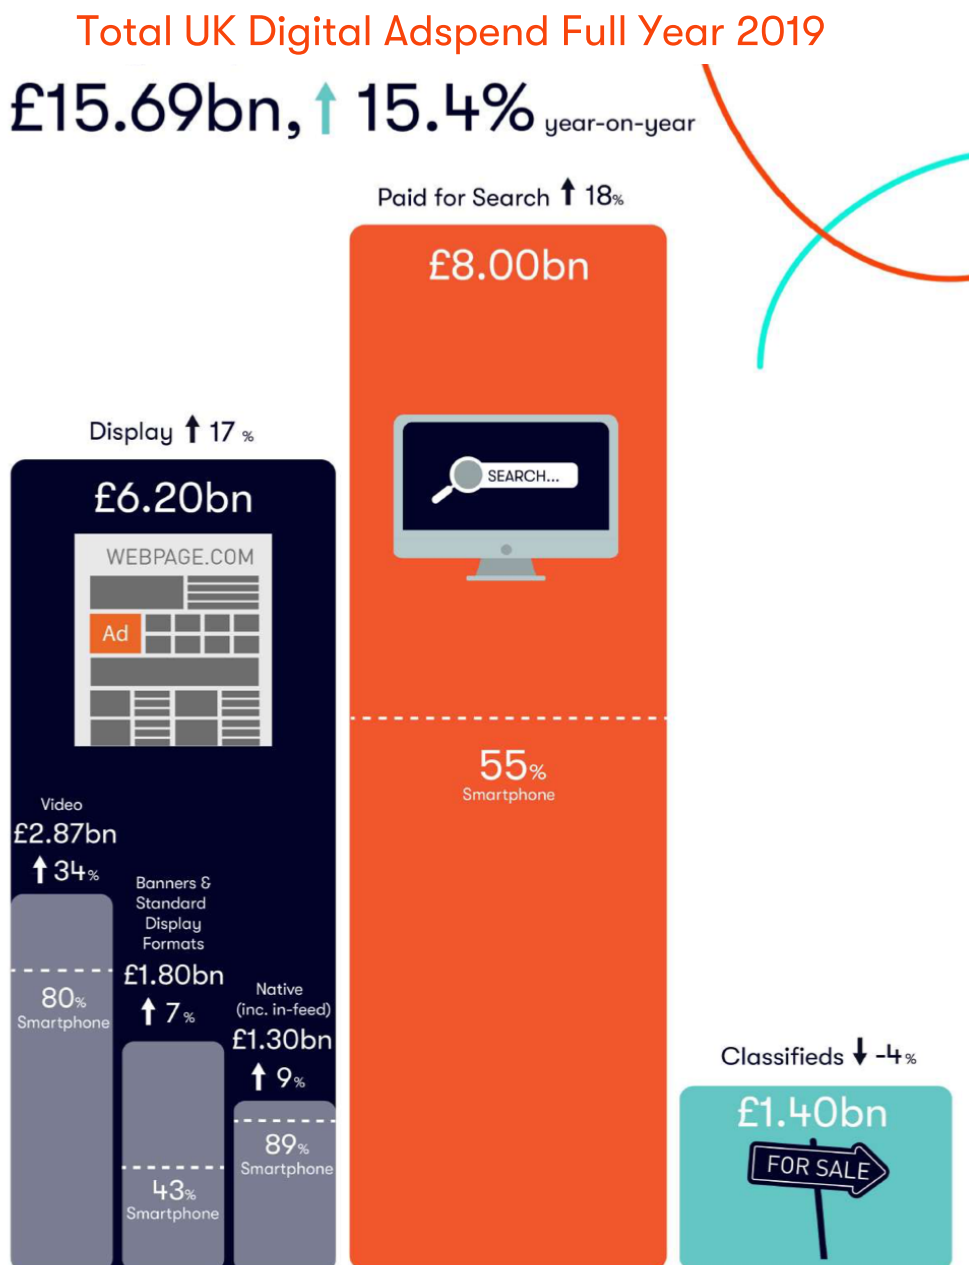 Total UK Digital Adspend Full Year 2019
£15.69bn, ↑ 15.4% year-on-year
Paid for Search ↑ 18%
£8.00bn
SEARCH...
55%
Smartphone
Display ↑ 17 %
£6.20bn
WEBPAGE.COM
Ad
Video
£2.87bn
↑ 34%
80%
Smartphone
Banners &
Standard
Display
Formats
£1.80bn
↑ 7%
43%
Smartphone
Native
(inc. in-feed)
£1.30bn
↑ 9%
89%
Smartphone
Classifieds ↓ -4%
£1.40bn
FOR SALE